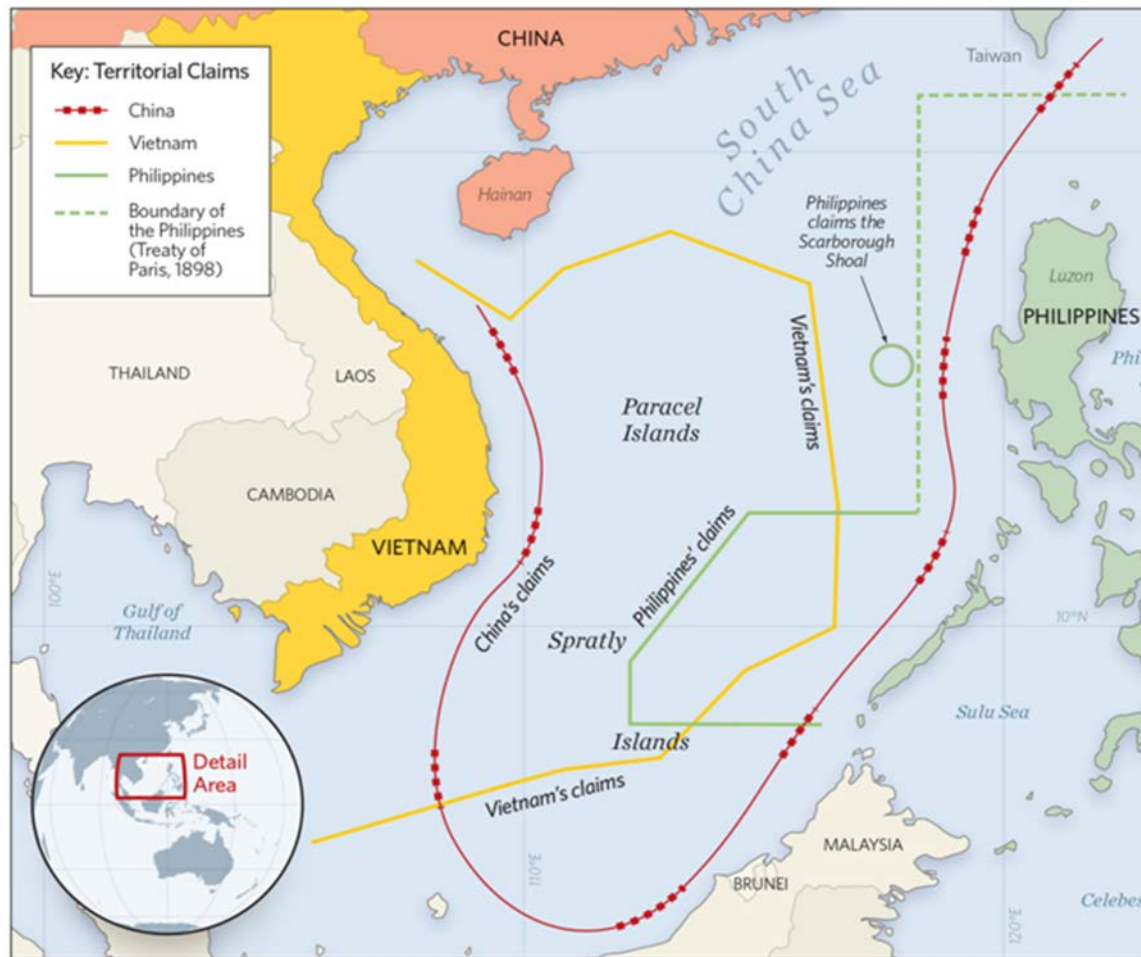 Key: Territorial Claims
China
Vietnam
Philippines
Boundary of
the Philippines
(Treaty of
Paris, 1898)
CHINA
Taiwan
South
China Sea
Hainan
Philippines
claims the
Scarborough
Shoal
Luzon
PHILIPPINES
Phi
THAILAND
LAOS
Vietnam's claims
Paracel
Islands
CAMBODIA
VIETNAM
Philippines' claims
China's claims
100°E
Gulf of
Thailand
Spratly
10°N
Islands
Sulu Sea
Detail
Area
Vietnam's claims
MALAYSIA
BRUNEI
110°E
120°E
Celebes